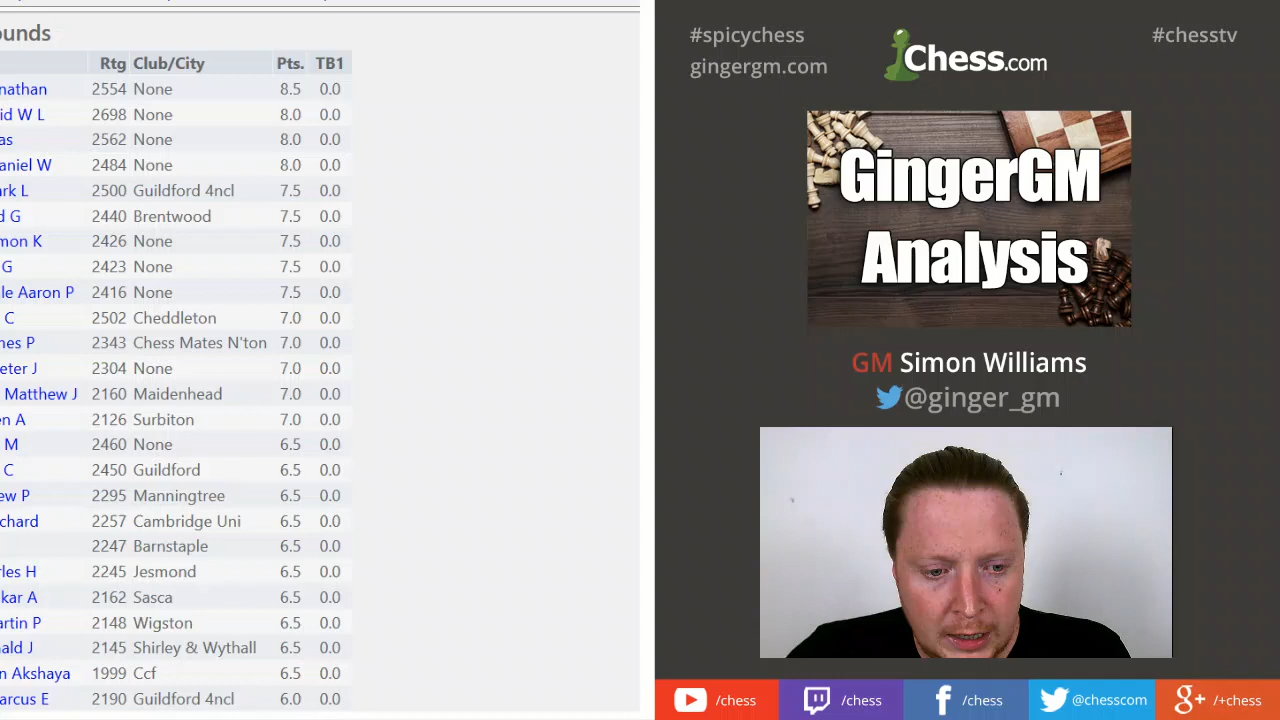 ounds
Rtg Club/City Pts. TB1
nathan 2554 None 8.5 0.0
id W L 2698 None 8.0 0.0
as 2562 None 8.0 0.0
aniel W 2484 None 8.0 0.0
ark L 2500 Guildford 4ncl 7.5 0.0
d G 2440 Brentwood 7.5 0.0
mon K 2426 None 7.5 0.0
G 2423 None 7.5 0.0
le Aaron P 2416 None 7.5 0.0
C 2502 Cheddleton 7.0 0.0
nes P 2343 Chess Mates N'ton 7.0 0.0
eter J 2304 None 7.0 0.0
Matthew J 2160 Maidenhead 7.0 0.0
en A 2126 Surbiton 7.0 0.0
M 2460 None 6.5 0.0
C 2450 Guildford 6.5 0.0
ew P 2295 Manningtree 6.5 0.0
chard 2257 Cambridge Uni 6.5 0.0
2247 Barnstaple 6.5 0.0
rles H 2245 Jesmond 6.5 0.0
kar A 2162 Sasca 6.5 0.0
artin P 2148 Wigston 6.5 0.0
ald J 2145 Shirley & Wythall 6.5 0.0
n Akshaya 1999 Ccf 6.5 0.0
arcus E 2190 Guildford 4ncl 6.0 0.0
#spicychess
gingergm.com
Chess.com
#chesstv
GingerGM
Analysis
GM Simon Williams
@ginger_gm
/chess
/chess
/chess
@chesscom
/+chess